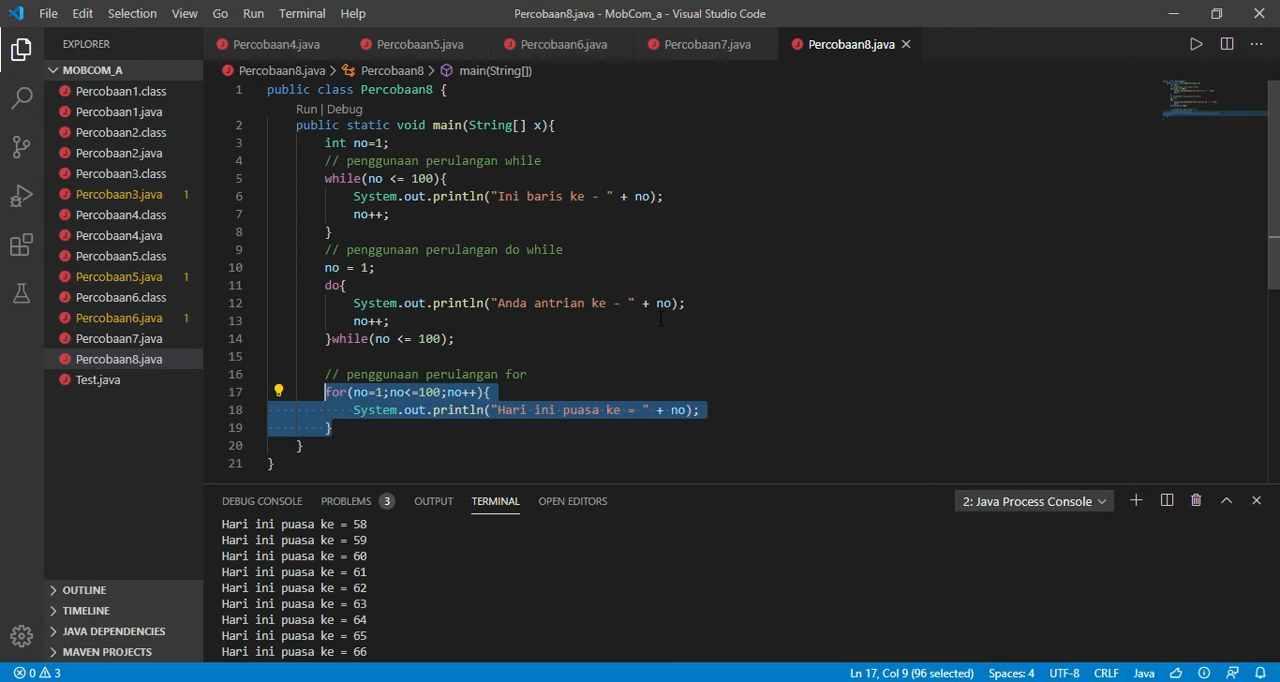 File Edit Selection View Go Run Terminal Help Percobaan8.java - MobCom_a - Visual Studio Code
EXPLORER
MOBCOM_A
Percobaan1.class
Percobaan1.java
Percobaan2.class
Percobaan2.java
Percobaan3.class
Percobaan3.java 1
Percobaan4.class
Percobaan4.java
Percobaan5.class
Percobaan5.java 1
Percobaan6.class
Percobaan6.java 1
Percobaan7.java
Percobaan8.java
Test.java
OUTLINE
TIMELINE
JAVA DEPENDENCIES
MAVEN PROJECTS
Percobaan4.java Percobaan5.java Percobaan6.java Percobaan7.java Percobaan8.java
Percobaan8.java > Percobaan8 > main(String[])
1 public class Percobaan8 {
Run | Debug
2 public static void main(String[] x){
3 int no=1;
4 // penggunaan perulangan while
5 while(no <= 100){
6 System.out.println("Ini baris ke - " + no);
7 no++;
8 }
9 // penggunaan perulangan do while
10 no = 1;
11 do{
12 System.out.println("Anda antrian ke - " + no);
13 no++;
14 }while(no <= 100);
15
16 // penggunaan perulangan for
17 for(no=1;no<=100;no++){
18 System.out.println("Hari ini puasa ke = " + no);
19 }
20 }
21 }
DEBUG CONSOLE PROBLEMS 3 OUTPUT TERMINAL OPEN EDITORS 2: Java Process Console
Hari ini puasa ke = 58
Hari ini puasa ke = 59
Hari ini puasa ke = 60
Hari ini puasa ke = 61
Hari ini puasa ke = 62
Hari ini puasa ke = 63
Hari ini puasa ke = 64
Hari ini puasa ke = 65
Hari ini puasa ke = 66
0 3 Ln 17, Col 9 (96 selected) Spaces: 4 UTF-8 CRLF Java